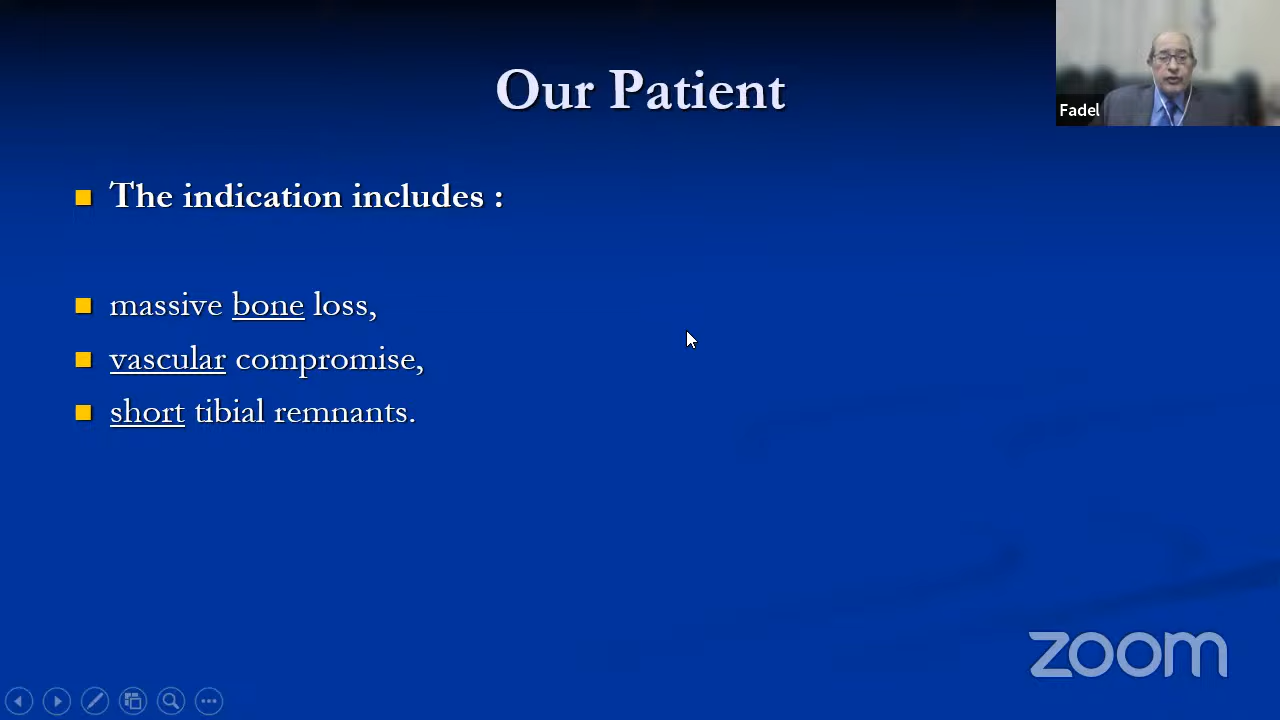 Our Patient
Fadel
The indication includes :
massive bone loss,
vascular compromise,
short tibial remnants.
zoom